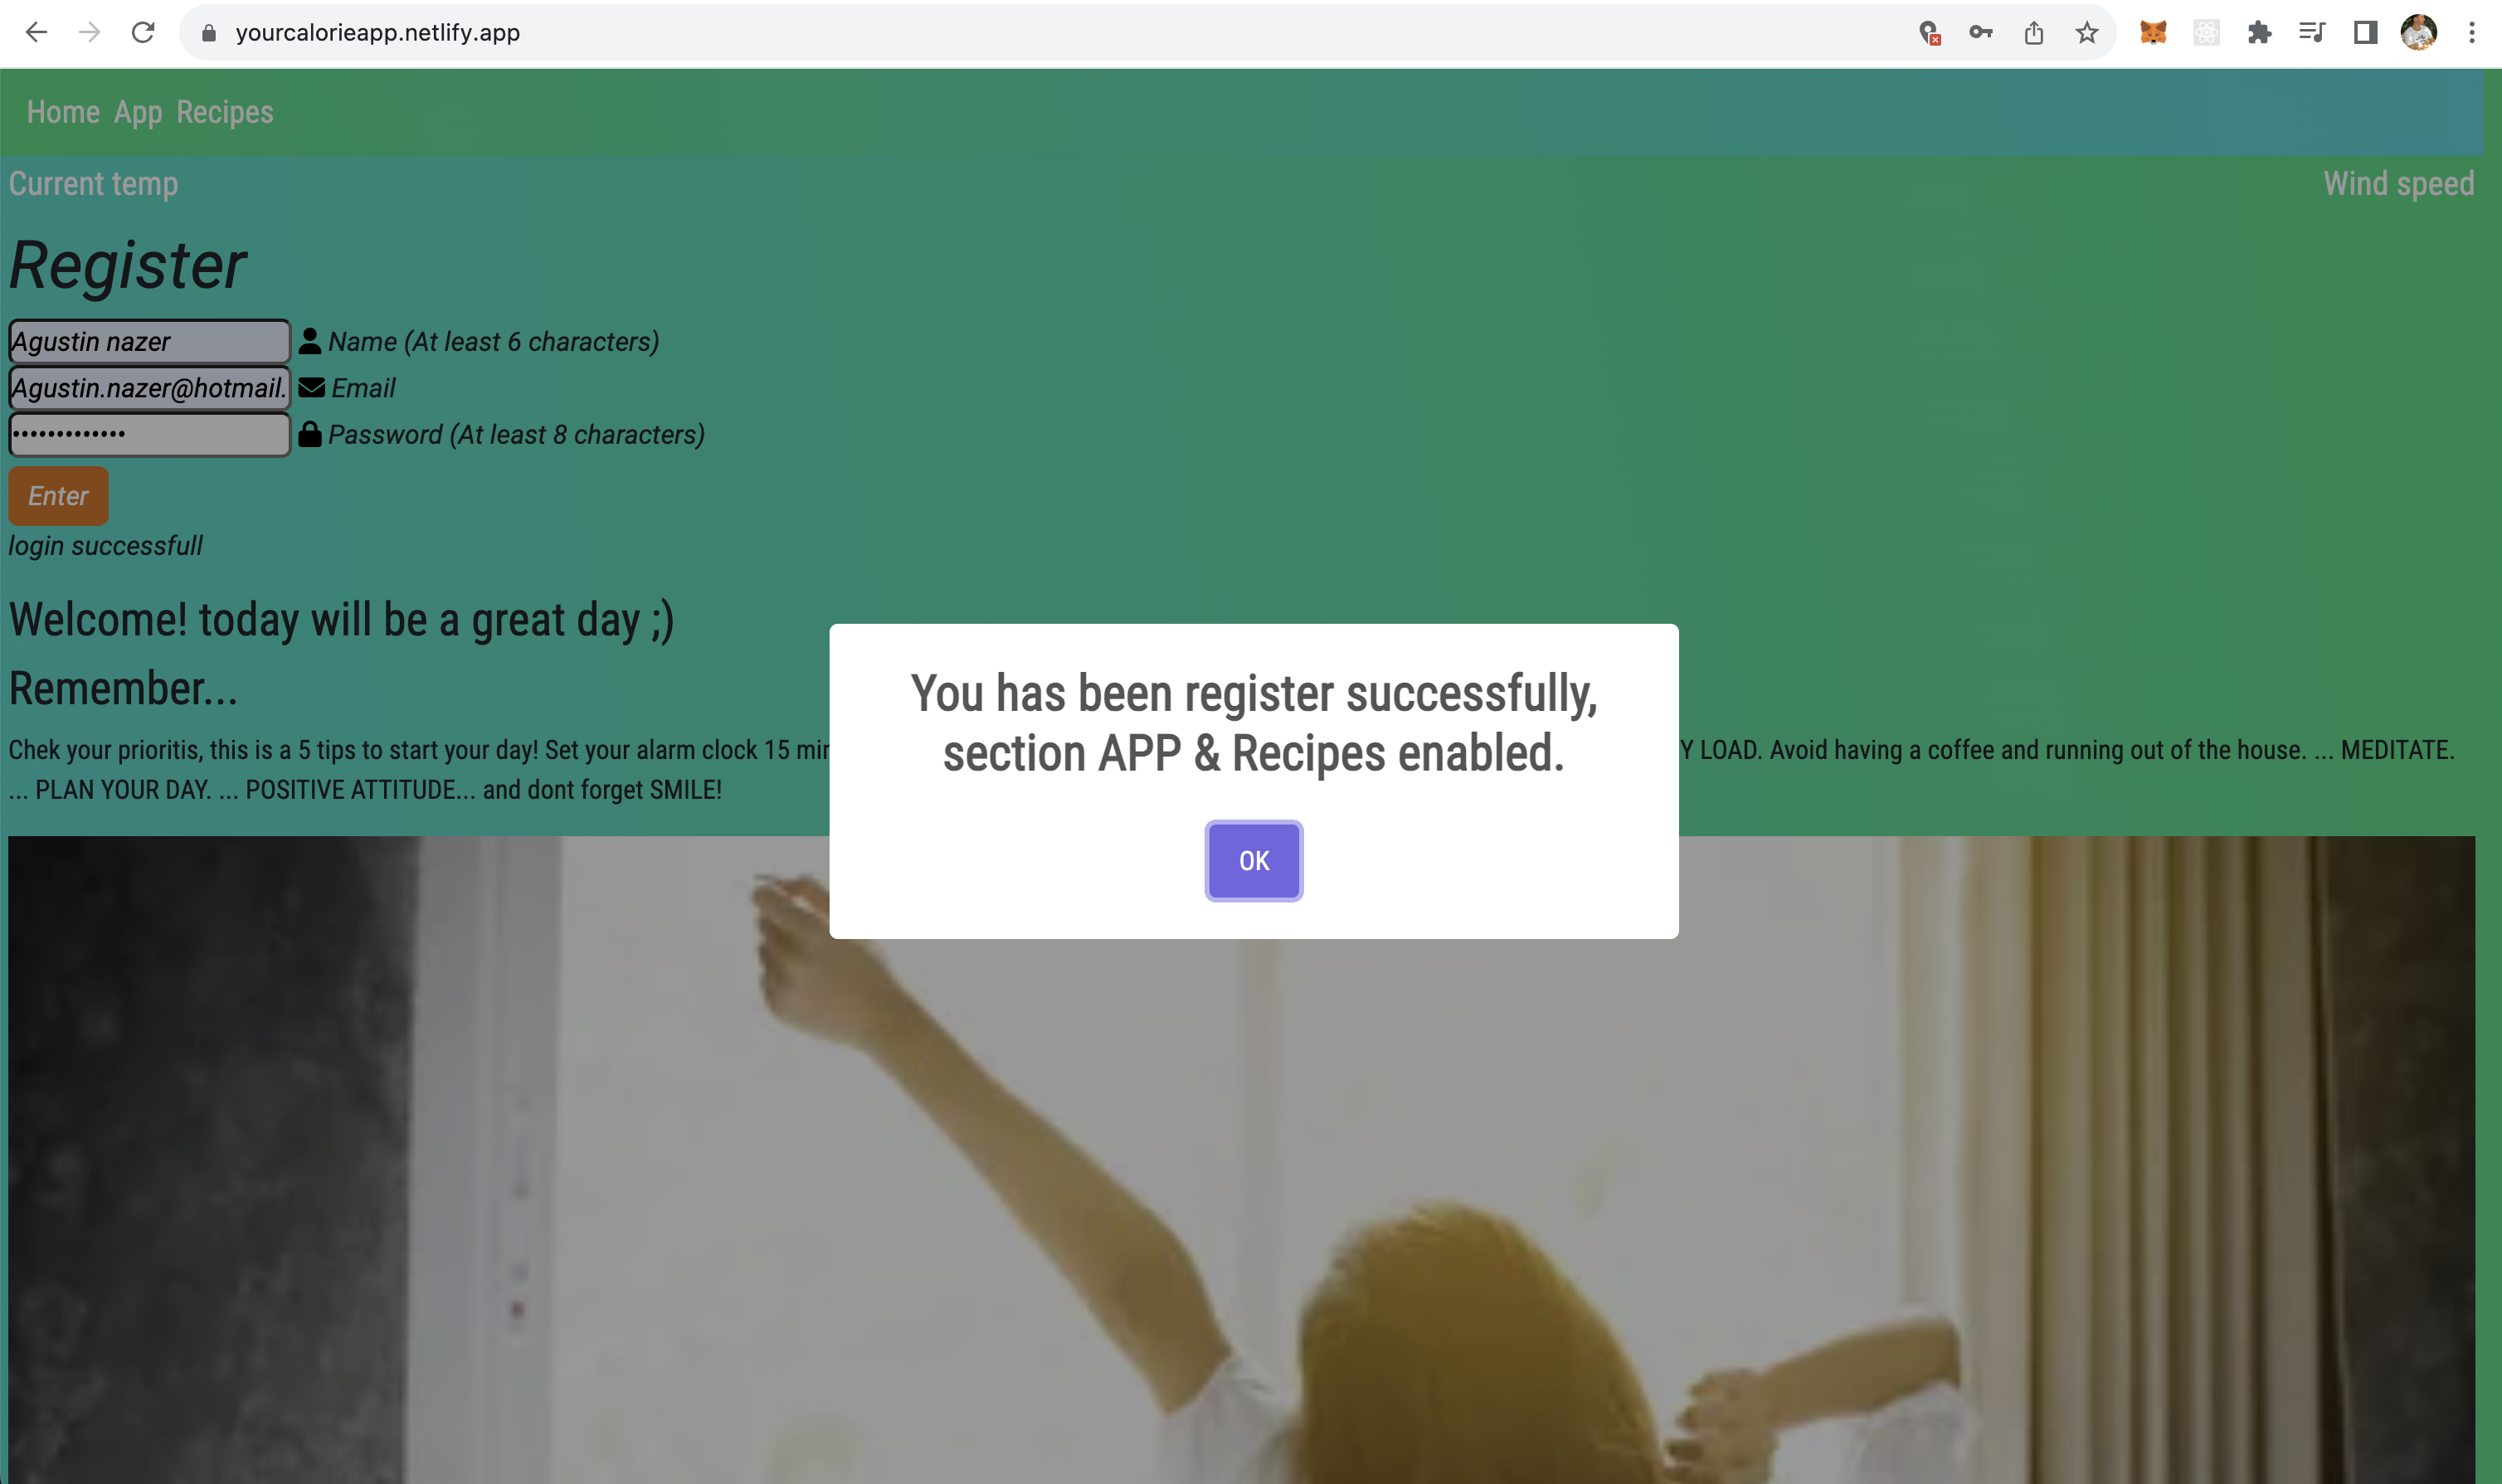 yourcalorieapp.netlify.app
Home App Recipes
Current temp Wind speed
Register
Agustin nazer Name (At least 6 characters)
Agustin.nazer@hotmail. Email
Password (At least 8 characters)
Enter
login successfull
Welcome! today will be a great day ;)
Remember...
You has been register successfully,
section APP & Recipes enabled.
OK
Chek your prioritis, this is a 5 tips to start your day! Set your alarm clock 15 Y LOAD. Avoid having a coffee and running out of the house. ... MEDITATE.
... PLAN YOUR DAY. ... POSITIVE ATTITUDE... and dont forget SMILE!